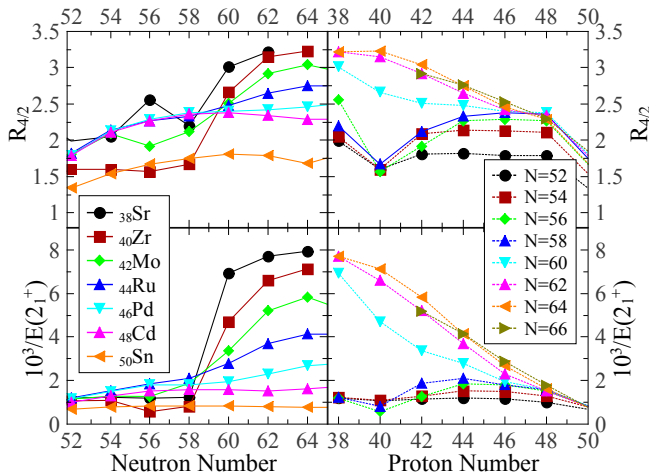 52 54 56 58 60 62 64 38 40 42 44 46 48 50
3.5 3.5
3 3
2.5 2.5
2 2
1.5 1.5
1 1
R4/2 R4/2
38Sr
40Zr
42Mo
44Ru
46Pd
48Cd
50Sn
N=52
N=54
N=56
N=58
N=60
N=62
N=64
N=66
8 8
6 6
4 4
2 2
0 0
10³/E(2₁⁺) 10³/E(2₁⁺)
52 54 56 58 60 62 64 38 40 42 44 46 48 50
Neutron Number Proton Number